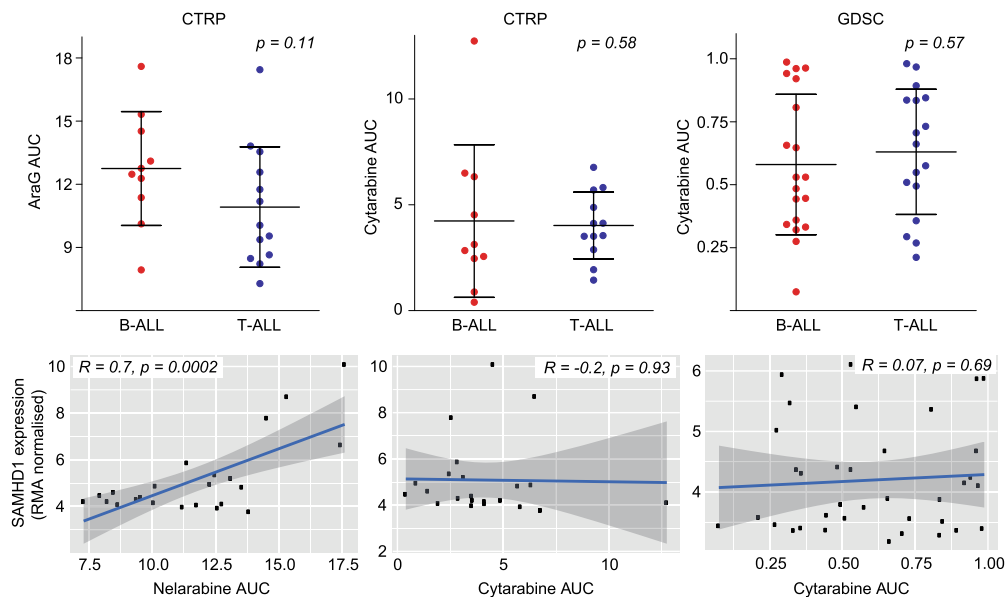 CTRP
p = 0.11
AraG AUC
18
15
12
9
B-ALL
T-ALL
CTRP
p = 0.58
Cytarabine AUC
10
5
0
B-ALL
T-ALL
GDSC
p = 0.57
Cytarabine AUC
1.0
0.75
0.5
0.25
B-ALL
T-ALL
R = 0.7, p = 0.0002
SAMHD1 expression
(RMA normalised)
10
8
6
4
7.5
10.0
12.5
15.0
17.5
Nelarabine AUC
R = -0.2, p = 0.93
10
8
6
4
2
0
5
10
Cytarabine AUC
R = 0.07, p = 0.69
6
5
4
0.25
0.50
0.75
1.00
Cytarabine AUC